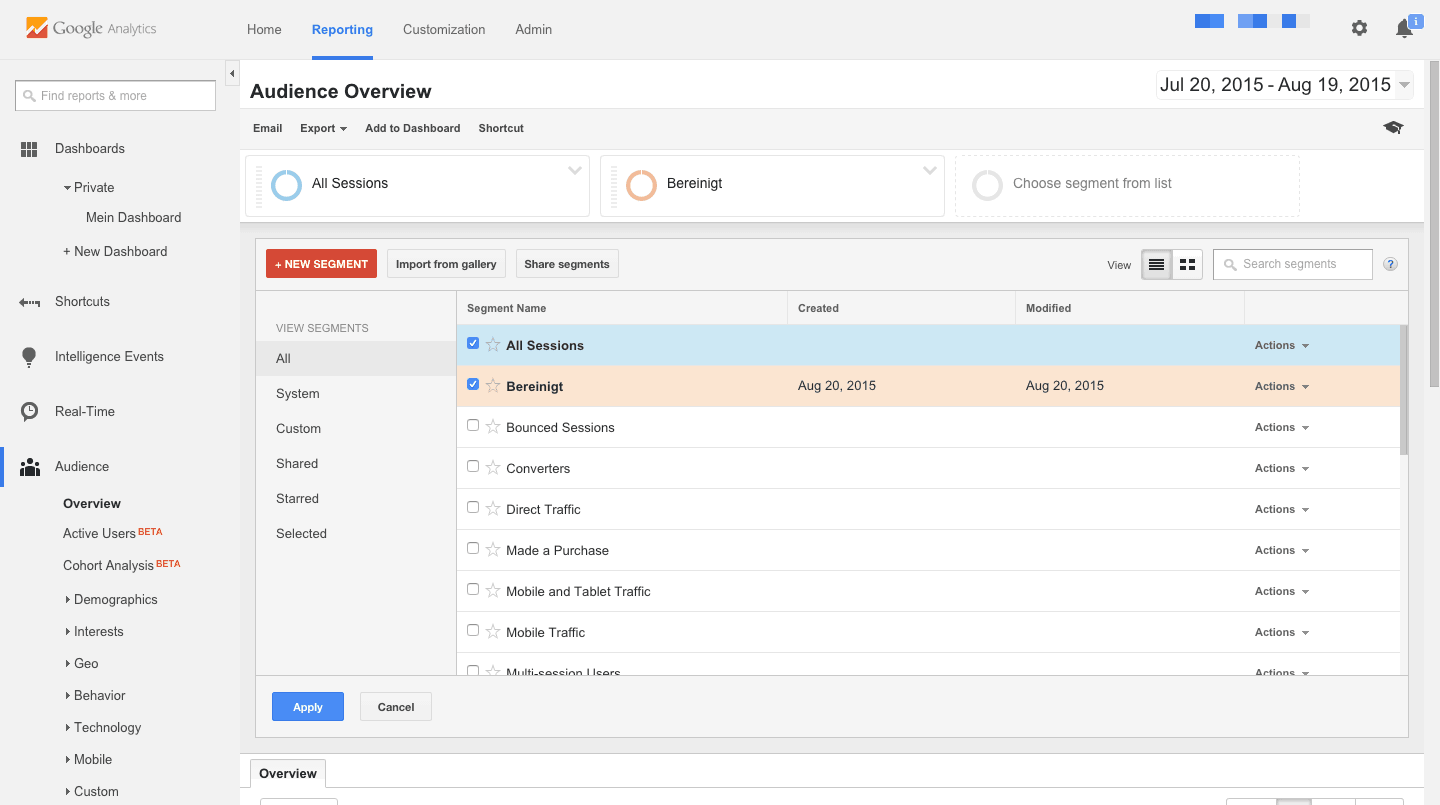 Google Analytics
Home
Reporting
Customization
Admin
i
Find reports & more
Audience Overview
Jul 20, 2015 - Aug 19, 2015
Email
Export
Add to Dashboard
Shortcut
All Sessions
Bereinigt
Choose segment from list
Dashboards
Private
Mein Dashboard
+ New Dashboard
Shortcuts
Intelligence Events
Real-Time
Audience
Overview
Active Users BETA
Cohort Analysis BETA
Demographics
Interests
Geo
Behavior
Technology
Mobile
Custom
+ NEW SEGMENT
Import from gallery
Share segments
View
Search segments
?
VIEW SEGMENTS
All
System
Custom
Shared
Starred
Selected
Segment Name Created Modified
All Sessions Actions
Bereinigt Aug 20, 2015 Aug 20, 2015 Actions
Bounced Sessions Actions
Converters Actions
Direct Traffic Actions
Made a Purchase Actions
Mobile and Tablet Traffic Actions
Mobile Traffic Actions
Multi-session Users Actions
Apply
Cancel
Overview